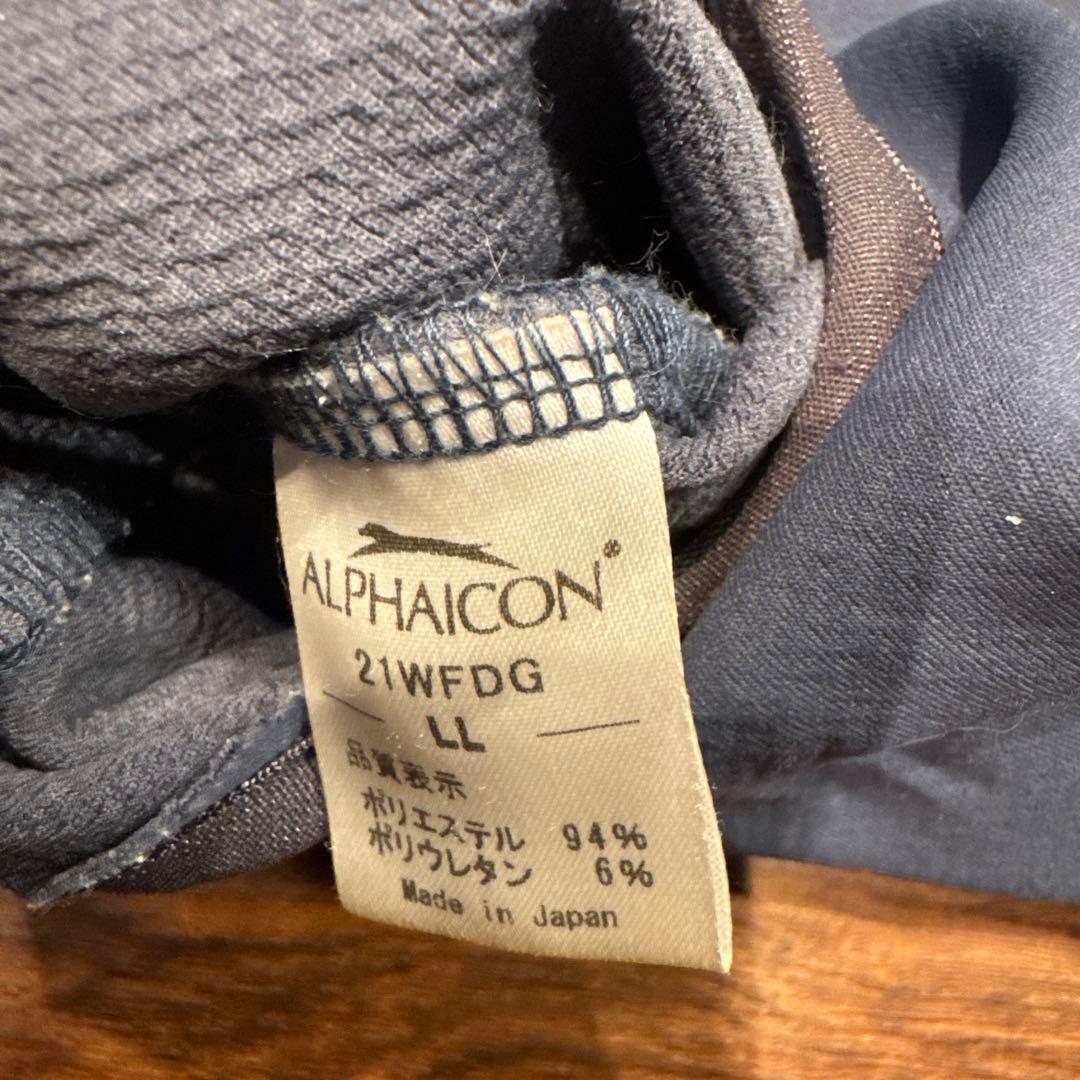 ALPHAICON®
21WFDG
LL
品質表示
ポリエステル 94%
ポリウレタン 6%
Made in Japan